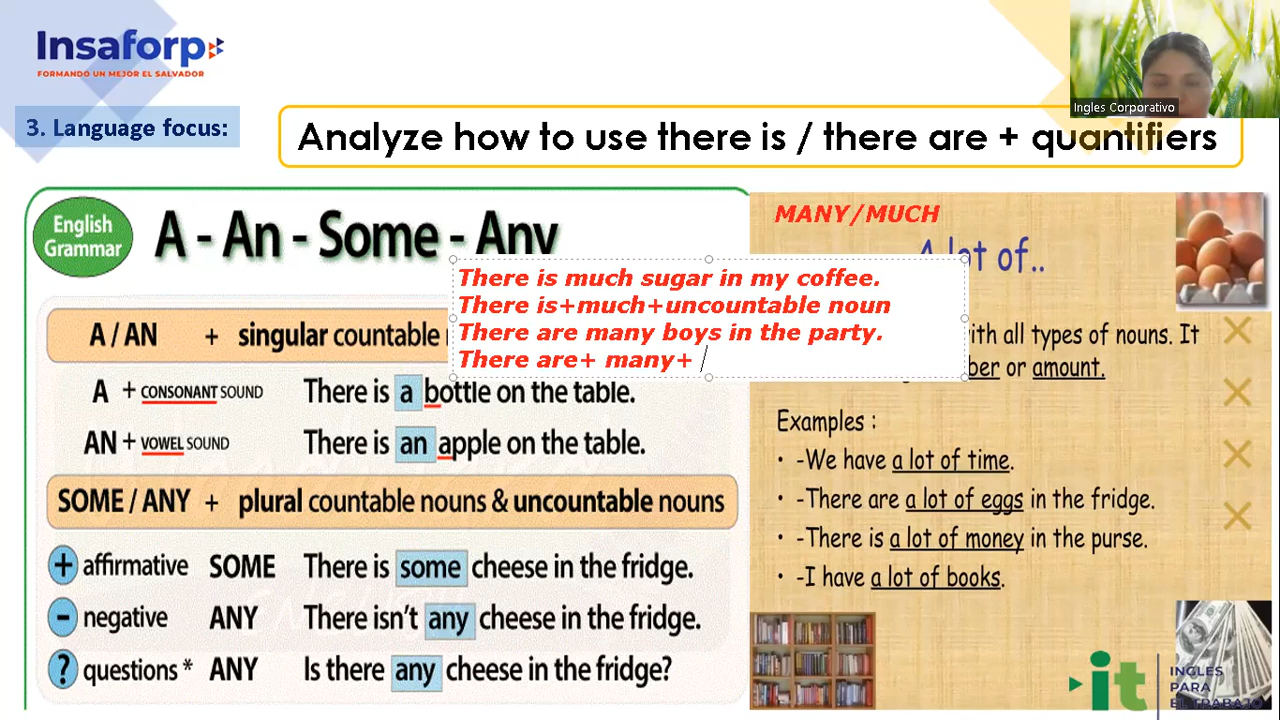 Insaforp
FORMANDO UN MEJOR EL SALVADOR
Ingles Corporativo
3. Language focus:
Analyze how to use there is / there are + quantifiers
English
Grammar
A - An - Some - Any
MANY/MUCH
A lot of..
There is much sugar in my coffee.
There is+much+uncountable noun
There are many boys in the party.
There are+ many+
A / AN + singular countable
with all types of nouns. It
or amount.
A + CONSONANT SOUND There is a bottle on the table.
AN + VOWEL SOUND There is an apple on the table.
SOME / ANY + plural countable nouns & uncountable nouns
+ affirmative SOME There is some cheese in the fridge.
- negative ANY There isn't any cheese in the fridge.
? questions * ANY Is there any cheese in the fridge?
Examples :
• -We have a lot of time.
• -There are a lot of eggs in the fridge.
• -There is a lot of money in the purse.
• -I have a lot of books.
it
INGLES
PARA
EL TRABAJO